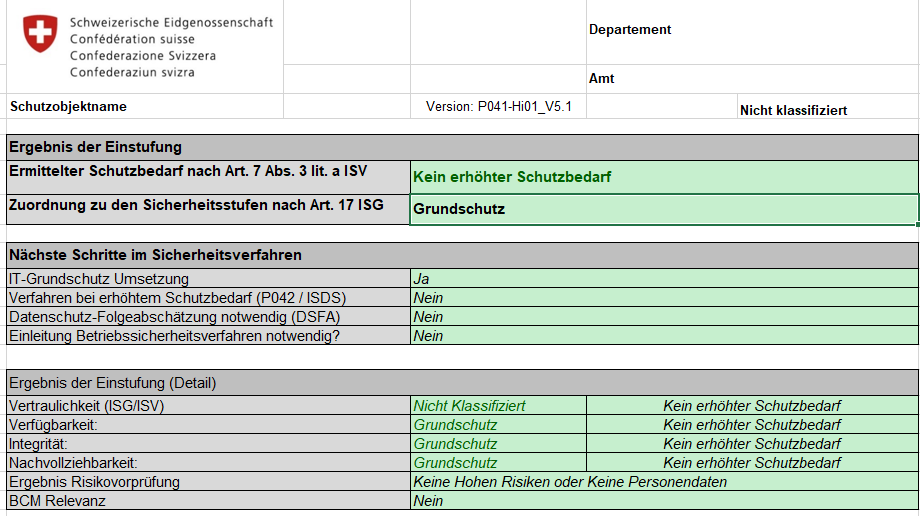 Schweizerische Eidgenossenschaft
Confédération suisse
Confederazione Svizzera
Confederaziun svizra
Departement
Amt
Schutzobjektname Version: P041-Hi01_V5.1 Nicht klassifiziert
Ergebnis der Einstufung
Ermittelter Schutzbedarf nach Art. 7 Abs. 3 lit. a ISV Kein erhöhter Schutzbedarf
Zuordnung zu den Sicherheitsstufen nach Art. 17 ISG Grundschutz
Nächste Schritte im Sicherheitsverfahren
IT-Grundschutz Umsetzung Ja
Verfahren bei erhöhtem Schutzbedarf (P042 / ISDS) Nein
Datenschutz-Folgeabschätzung notwendig (DSFA) Nein
Einleitung Betriebssicherheitsverfahren notwendig? Nein
Ergebnis der Einstufung (Detail)
Vertraulichkeit (ISG/ISV) Nicht Klassifiziert Kein erhöhter Schutzbedarf
Verfügbarkeit: Grundschutz Kein erhöhter Schutzbedarf
Integrität: Grundschutz Kein erhöhter Schutzbedarf
Nachvollziehbarkeit: Grundschutz Kein erhöhter Schutzbedarf
Ergebnis Risikovorprüfung Keine Hohen Risiken oder Keine Personendaten
BCM Relevanz Nein